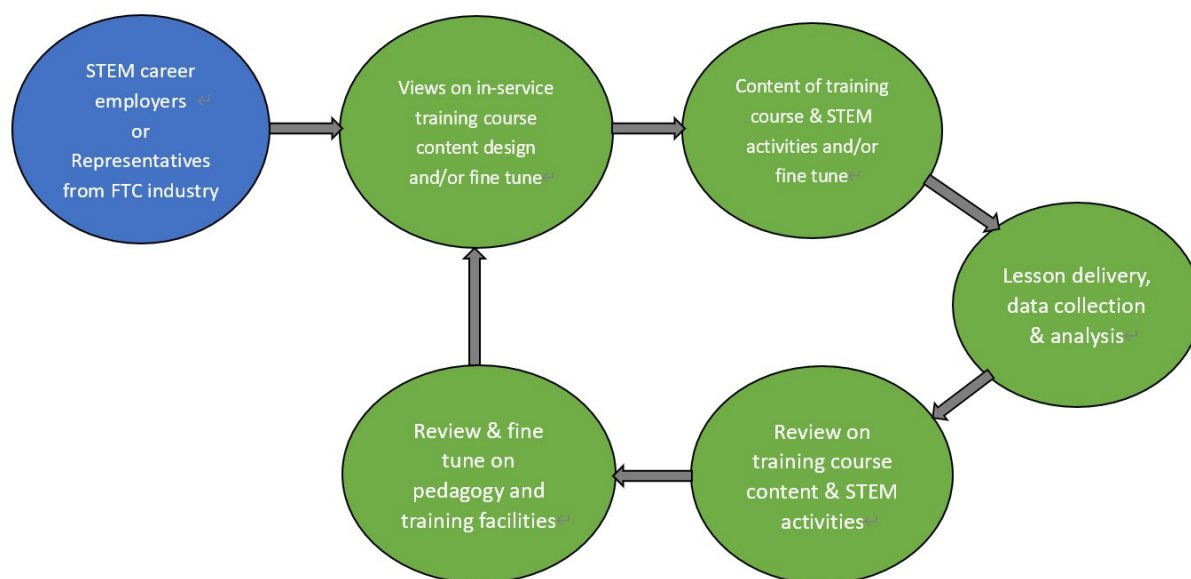 STEM career
employers ↵
or
Representatives
from FTC industry
Views on in-service
training course
content design
and/or fine tune↵
Content of training
course & STEM
activities and/or
fine tune↵
Lesson delivery,
data collection
& analysis↵
Review on
training course
content & STEM
activities↵
Review & fine
tune on
pedagogy and
training facilities↵